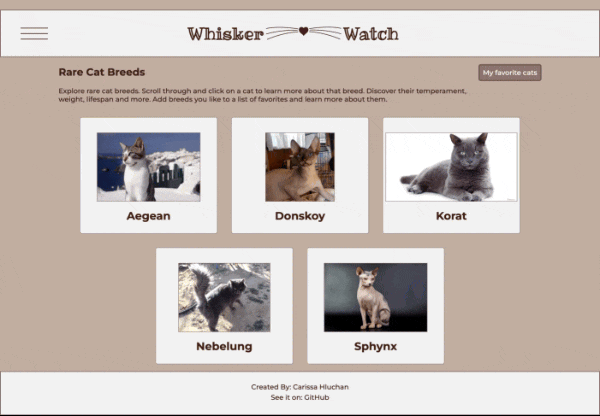 Whisker Watch
Rare Cat Breeds
My favorite cats
Explore rare cat breeds. Scroll through and click on a cat to learn more about that breed. Discover their temperament,
weight, lifespan and more. Add breeds you like to a list of favorites and learn more about them.
Aegean
Donskoy
Korat
Nebelung
Sphynx
Created By: Carissa Hluchan
See it on: GitHub